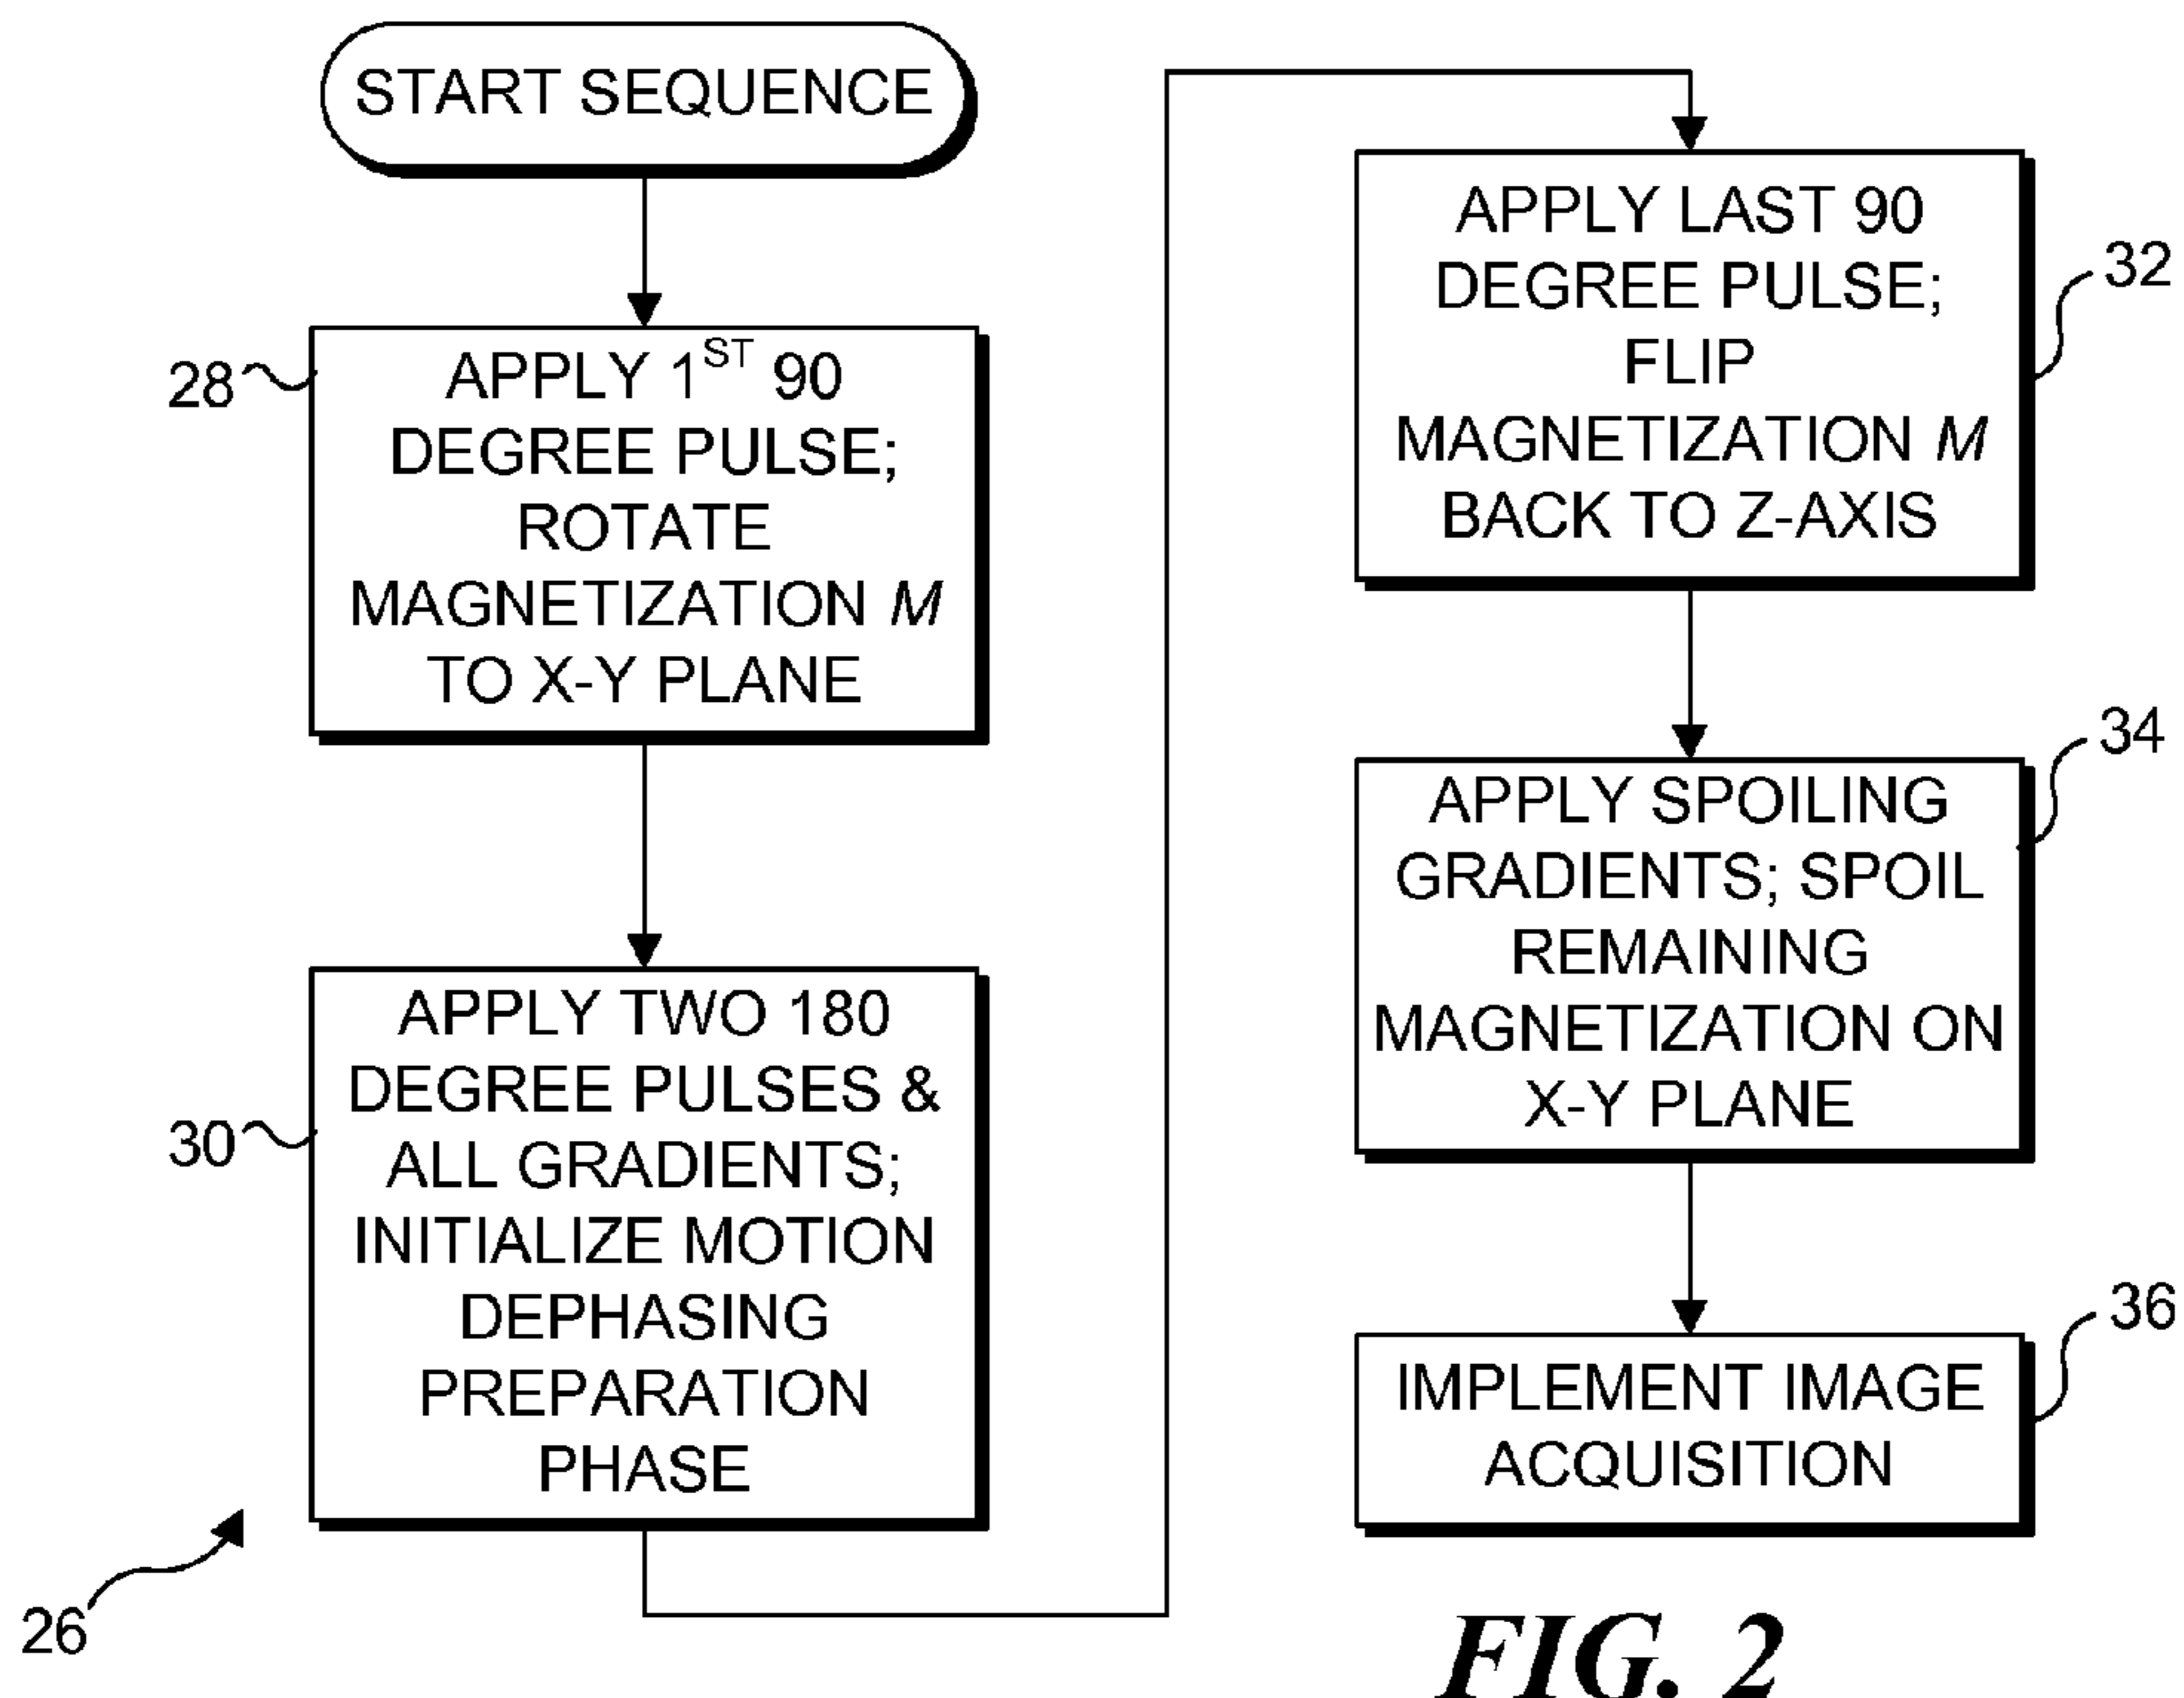 START SEQUENCE
28
APPLY 1ST 90
DEGREE PULSE;
ROTATE
MAGNETIZATION M
TO X-Y PLANE
30
APPLY TWO 180
DEGREE PULSES &
ALL GRADIENTS;
INITIALIZE MOTION
DEPHASING
PREPARATION
PHASE
26
APPLY LAST 90
DEGREE PULSE;
FLIP
MAGNETIZATION M
BACK TO Z-AXIS
32
APPLY SPOILING
GRADIENTS; SPOIL
REMAINING
MAGNETIZATION ON
X-Y PLANE
34
IMPLEMENT IMAGE
ACQUISITION
36
FIG. 2